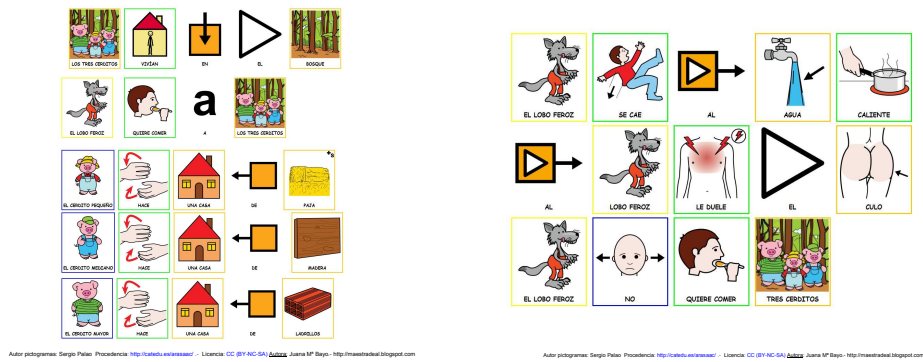 LOS TRES CERDITOS VIVÍAN EN EL BOSQUE
a
EL LOBO FEROZ QUIERE COMER A LOS TRES CERDITOS
EL CERDITO PEQUEÑO HACE UNA CASA DE PAJA
EL CERDITO MEDIANO HACE UNA CASA DE MADERA
EL CERDITO MAYOR HACE UNA CASA DE LADRILLOS
Autor pictogramas: Sergio Palao Procedencia: http://catedu.es/arasaac/ .- Licencia: CC (BY-NC-SA) Autora: Juana Mª Bayo.- http://maestradeal.blogspot.com
EL LOBO FEROZ SE CAE AL AGUA CALIENTE
AL LOBO FEROZ LE DUELE EL CULO
EL LOBO FEROZ NO QUIERE COMER TRES CERDITOS
Autor pictogramas: Sergio Palao Procedencia: http://catedu.es/arasaac/ .- Licencia: CC (BY-NC-SA) Autora: Juana Mª Bayo.- http://maestradeal.blogspot.com